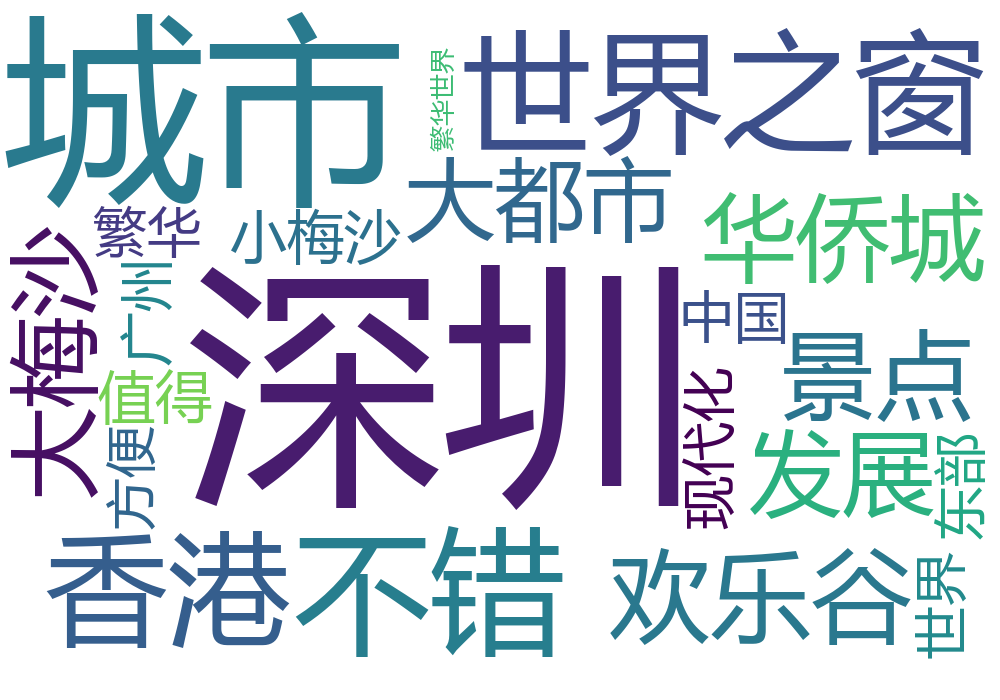 城市
繁华世界
世界之窗
大都市
华侨城
繁华
小梅沙
大梅沙
广州
深圳
中国
景点
值得
现代化
方便
发展
东部
香港
不错
欢乐谷
世界